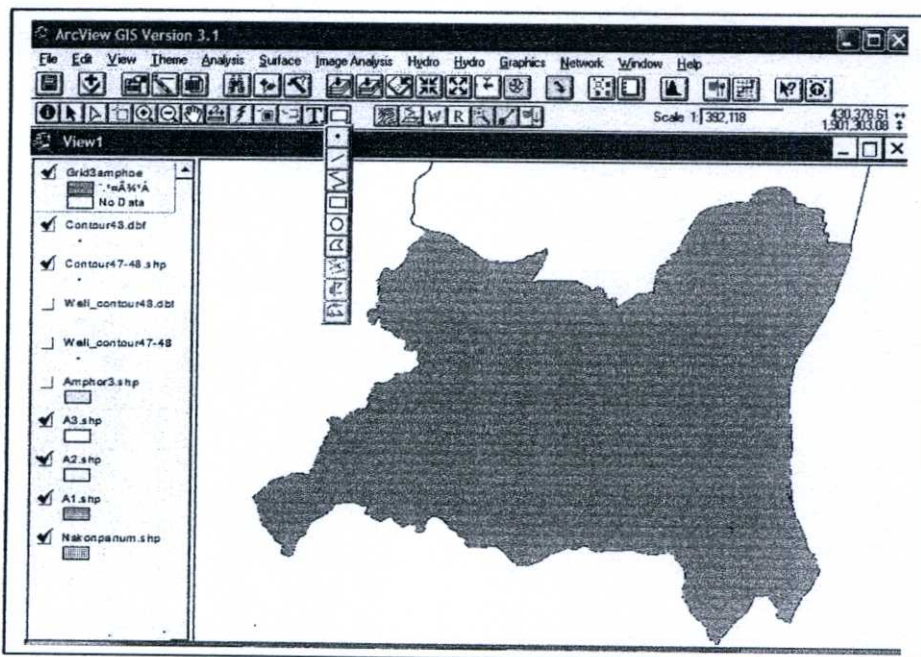 ArcView GIS Version 3.1
File Edit View Theme Analysis Surface Image Analysis Hydro Hydro Graphics Network Window Help
T W R Scale 1: 392,118 430,378.61
1,901,303.08
View1
Grid3amphoe
No Data
Contour48.dbf
Contour47-48.shp
Well_contour48.dbf
Well_contour47-48
Amphor3.shp
A3.shp
A2.shp
A1.shp
Nakonpanum.shp